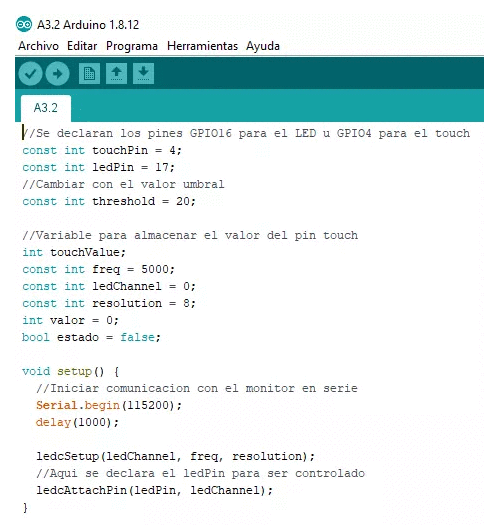 A3.2 Arduino 1.8.12
Archivo Editar Programa Herramientas Ayuda
A3.2
//Se declaran los pines GPIO16 para el LED u GPIO4 para el touch
const int touchPin = 4;
const int ledPin = 17;
//Cambiar con el valor umbral
const int threshold = 20;

//Variable para almacenar el valor del pin touch
int touchValue;
const int freq = 5000;
const int ledChannel = 0;
const int resolution = 8;
int valor = 0;
bool estado = false;

void setup() {
  //Iniciar comunicacion con el monitor en serie
  Serial.begin(115200);
  delay(1000);

  ledcSetup(ledChannel, freq, resolution);
  //Aqui se declara el ledPin para ser controlado
  ledcAttachPin(ledPin, ledChannel);
}